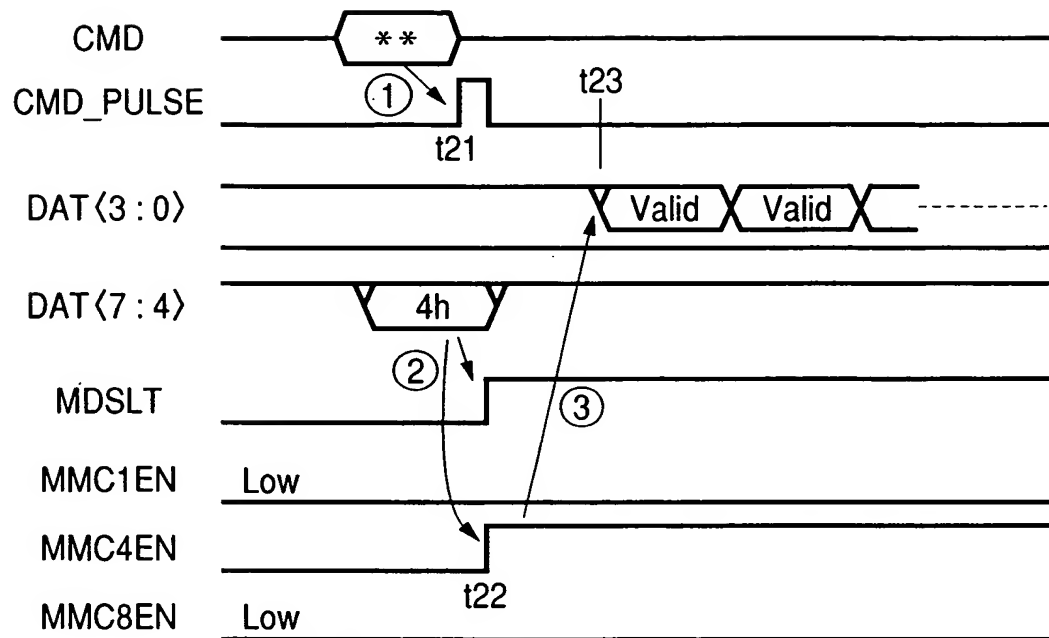 CMD **
① t23
CMD_PULSE
t21
DAT⟨3 : 0⟩ Valid Valid
DAT⟨7 : 4⟩ 4h
②
MDSLT ③
MMC1EN Low
MMC4EN
t22
MMC8EN Low